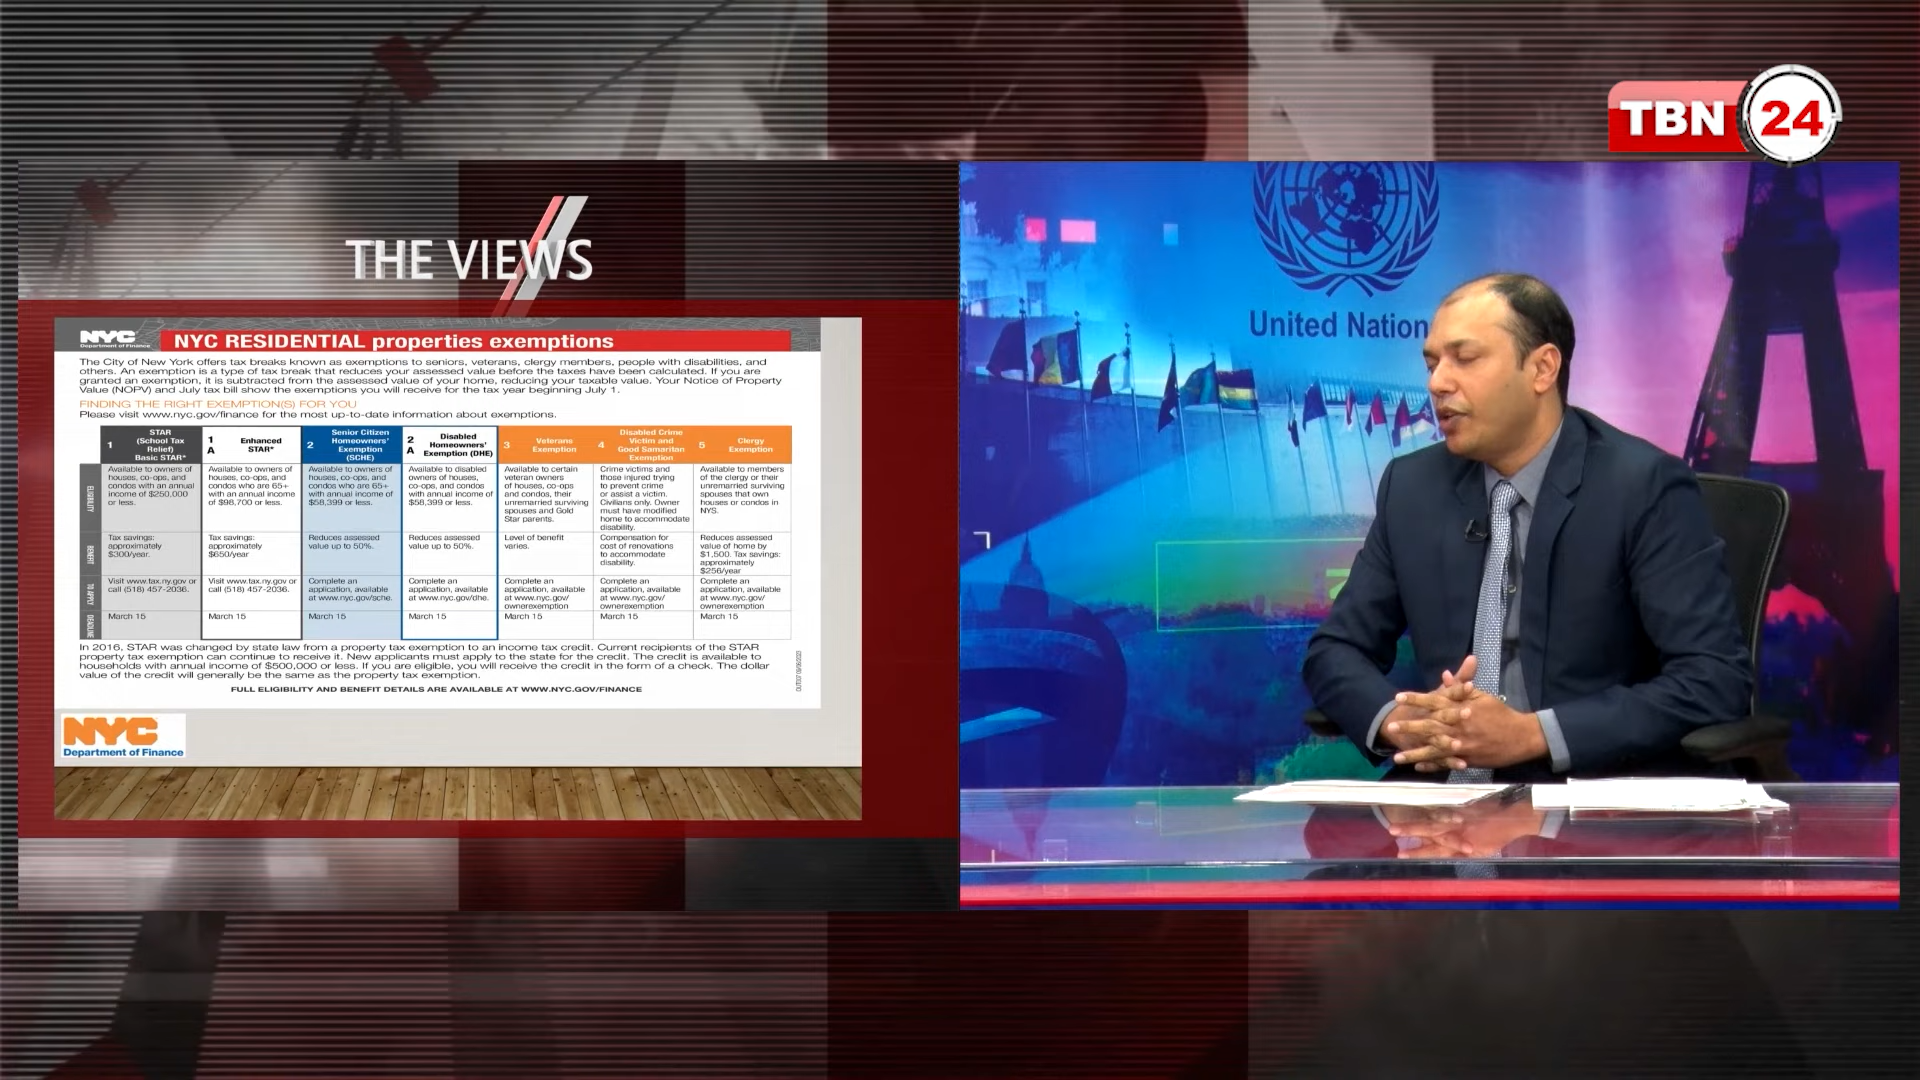 TBN 24
THE VIEWS
United Nation
NYC
Department of Finance
NYC RESIDENTIAL properties exemptions
The City of New York offers tax breaks known as exemptions to seniors, veterans, clergy members, people with disabilities, and
others. An exemption is a type of tax break that reduces your assessed value before the taxes have been calculated. If you are
granted an exemption, it is subtracted from the assessed value of your home, reducing your taxable value. Your Notice of Property
Value (NOPV) and July tax bill show the exemptions you will receive for the tax year beginning July 1.
FINDING THE RIGHT EXEMPTION(S) FOR YOU
Please visit www.nyc.gov/finance for the most up-to-date information about exemptions.
1
STAR
(School Tax
Relief)
Basic STAR*
1
A
Enhanced
STAR*
2
Senior Citizen
Homeowners'
Exemption
(SCHE)
2
A
Disabled
Homeowners'
Exemption (DHE)
3
Veterans
Exemption
4
Disabled Crime
Victim and
Good Samaritan
Exemption
5
Clergy
Exemption
ELIGIBILITY
Available to owners of
houses, co-ops, and
condos with an annual
income of $250,000
or less.
Available to owners of
houses, co-ops, and
condos who are 65+
with an annual income
of $98,700 or less.
Available to owners of
houses, co-ops, and
condos who are 65+
with annual income of
$58,399 or less.
Available to disabled
owners of houses,
co-ops, and condos
with annual income of
$58,399 or less.
Available to certain
veteran owners
of houses, co-ops
and condos, their
unremarried surviving
spouses and Gold
Star parents.
Crime victims and
those injured trying
to prevent crime
or assist a victim.
Civilians only. Owner
must have modified
home to accommodate
disability.
Available to members
of the clergy or their
unremarried surviving
spouses that own
houses or condos in
NYS.
BENEFIT
Tax savings:
approximately
$300/year.
Tax savings:
approximately
$650/year
Reduces assessed
value up to 50%.
Reduces assessed
value up to 50%.
Level of benefit
varies.
Compensation for
cost of renovations
to accommodate
disability.
Reduces assessed
value of home by
$1,500. Tax savings:
approximately
$256/year
TO APPLY
Visit www.tax.ny.gov or
call (518) 457-2036.
Visit www.tax.ny.gov or
call (518) 457-2036.
Complete an
application, available
at www.nyc.gov/sche.
Complete an
application, available
at www.nyc.gov/dhe.
Complete an
application, available
at www.nyc.gov/
ownerexemption
Complete an
application, available
at www.nyc.gov/
ownerexemption
Complete an
application, available
at www.nyc.gov/
ownerexemption
DEADLINE
March 15
March 15
March 15
March 15
March 15
March 15
March 15
In 2016, STAR was changed by state law from a property tax exemption to an income tax credit. Current recipients of the STAR
property tax exemption can continue to receive it. New applicants must apply to the state for the credit. The credit is available to
households with annual income of $500,000 or less. If you are eligible, you will receive the credit in the form of a check. The dollar
value of the credit will generally be the same as the property tax exemption.
FULL ELIGIBILITY AND BENEFIT DETAILS ARE AVAILABLE AT WWW.NYC.GOV/FINANCE
NYC
Department of Finance